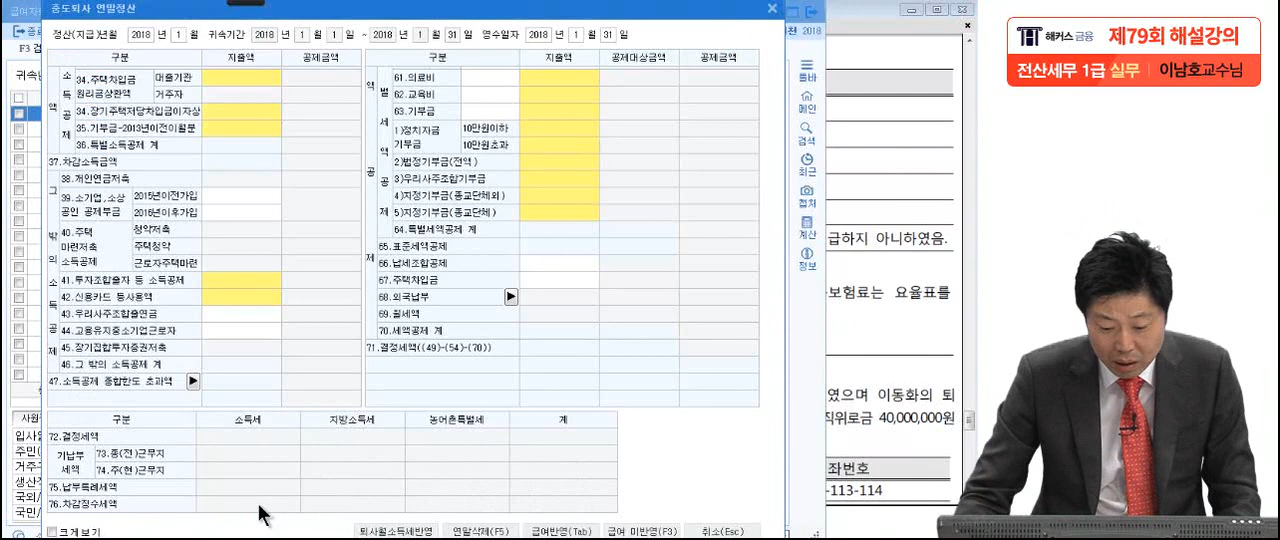 중도퇴사 연말정산
정산(지급)년월 2018 년 1 월 귀속기간 2018 년 1 월 1 일 ~ 2018 년 1 월 31 일 영수일자 2018 년 1 월 31 일
구분 지출액 공제금액
소득공제
34.주택차입금 대출기관
원리금상환액 거주자
34.장기주택저당차입금이자상
35.기부금-2013년이전이월분
36.특별소득공제 계
37.차감소득금액
38.개인연금저축
39.소기업,소상 2015년이전가입
공인 공제부금 2016년이후가입
40.주택 청약저축
마련저축 주택청약
소득공제 근로자주택마련
41.투자조합출자 등 소득공제
42.신용카드 등사용액
43.우리사주조합출연금
44.고용유지중소기업근로자
45.장기집합투자증권저축
46.그 밖의 소득공제 계
47.소득공제 종합한도 초과액
구분 지출액 공제대상금액 공제금액
61.의료비
62.교육비
63.기부금
1)정치자금 10만원이하
기부금 10만원초과
2)법정기부금(전액)
3)우리사주조합기부금
4)지정기부금(종교단체외)
5)지정기부금(종교단체)
64.특별세액공제 계
65.표준세액공제
66.납세조합공제
67.주택차입금
68.외국납부
69.월세액
70.세액공제 계
71.결정세액((49)-(54)-(70))
구분 소득세 지방소득세 농어촌특별세 계
72.결정세액
기납부 73.종(전)근무지
세액 74.주(현)근무지
75.납부특례세액
76.차감징수세액
크게보기 퇴사월소득세반영 연말삭제(F5) 급여반영(Tab) 급여 미반영(F3) 취소(Esc)
2018
툴바
메인
검색
최근
캡처
계산
정보
급하지 아니하였음.
보험료는 요율표를
였으며 이동화의 퇴
직위로금 40,000,000원
좌번호
-113-114
해커스 금융 제79회 해설강의
전산세무 1급 실무 이남호교수님